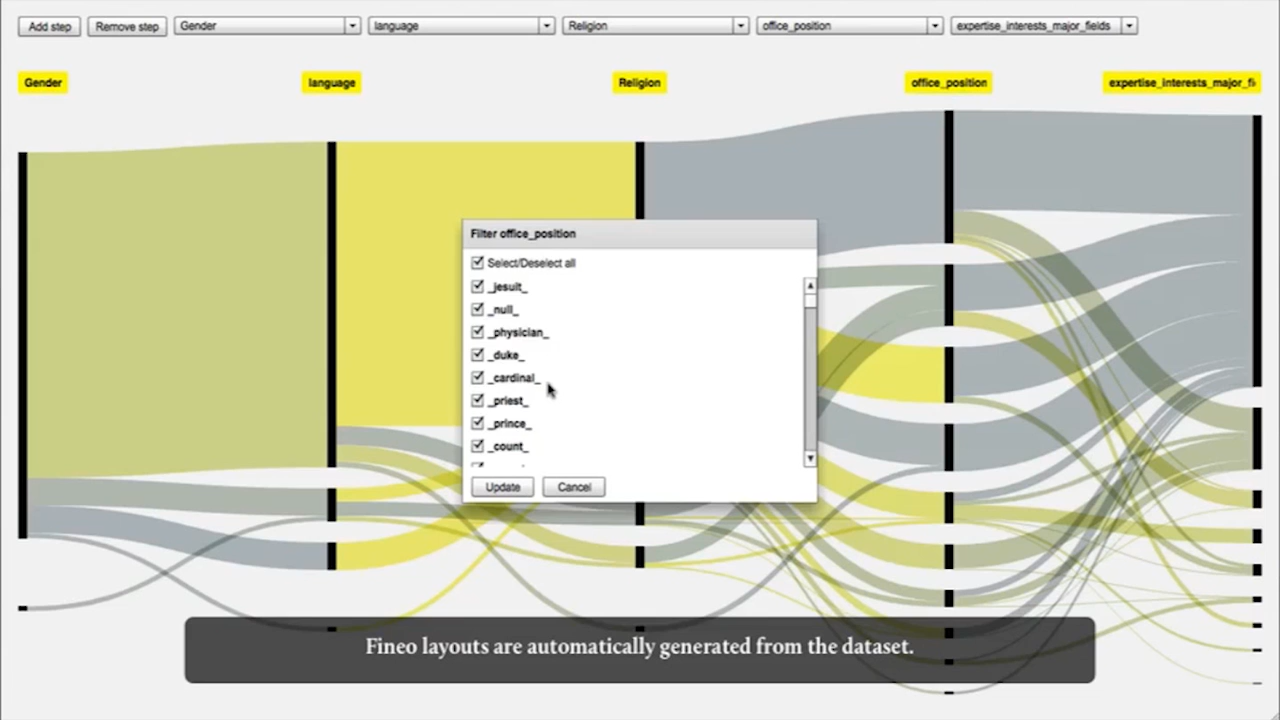 Add step Remove step Gender language Religion office_position expertise_interests_major_fields
Gender language Religion office_position expertise_interests_major_fi
Filter office_position
Select/Deselect all
_jesuit_
_null_
_physician_
_duke_
_cardinal_
_priest_
_prince_
_count_
Update Cancel
Fineo layouts are automatically generated from the dataset.